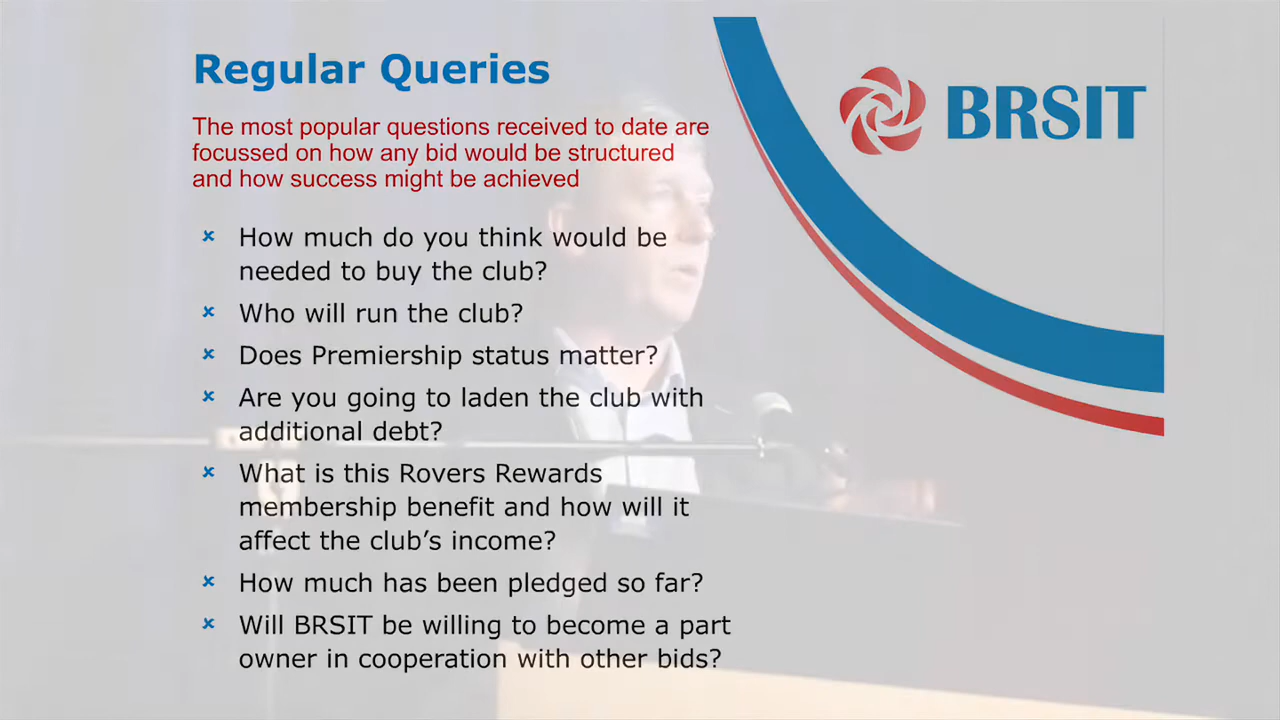 Regular Queries
BRSIT
The most popular questions received to date are
focussed on how any bid would be structured
and how success might be achieved
How much do you think would be
needed to buy the club?
Who will run the club?
Does Premiership status matter?
Are you going to laden the club with
additional debt?
What is this Rovers Rewards
membership benefit and how will it
affect the club’s income?
How much has been pledged so far?
Will BRSIT be willing to become a part
owner in cooperation with other bids?